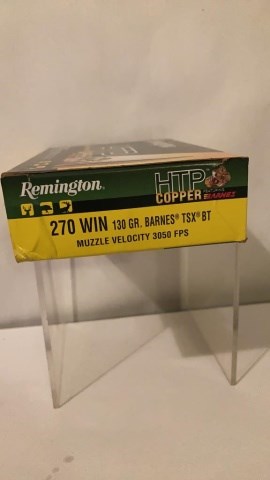 Remington
HTP
COPPER BARNES
270 WIN 130 GR. BARNES® TSX® BT
MUZZLE VELOCITY 3050 FPS